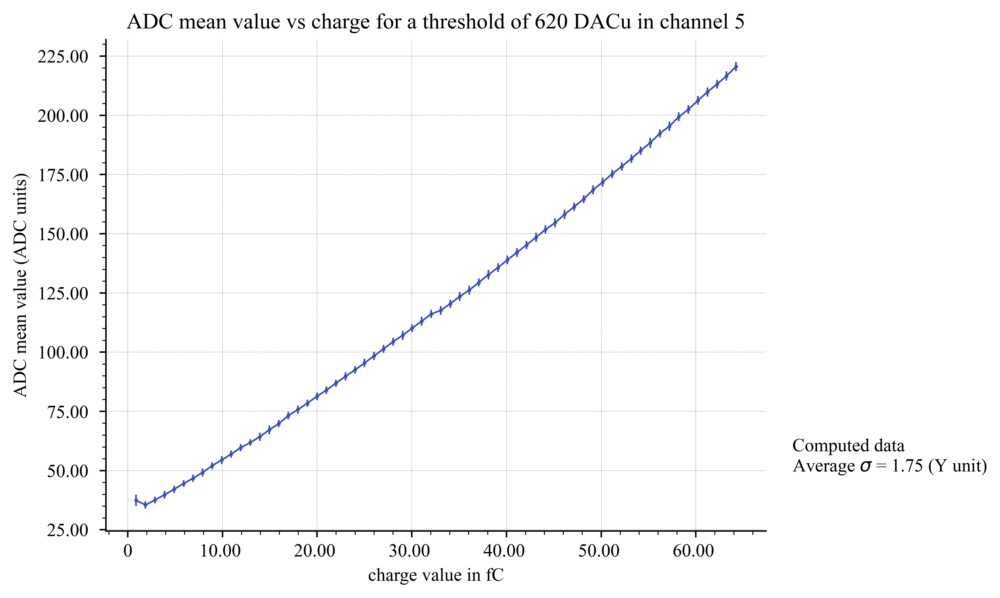 ADC mean value vs charge for a threshold of 620 DACu in channel 5
ADC mean value (ADC units)
225.00
200.00
175.00
150.00
125.00
100.00
75.00
50.00
25.00
0 10.00 20.00 30.00 40.00 50.00 60.00
charge value in fC
Computed data
Average σ = 1.75 (Y unit)